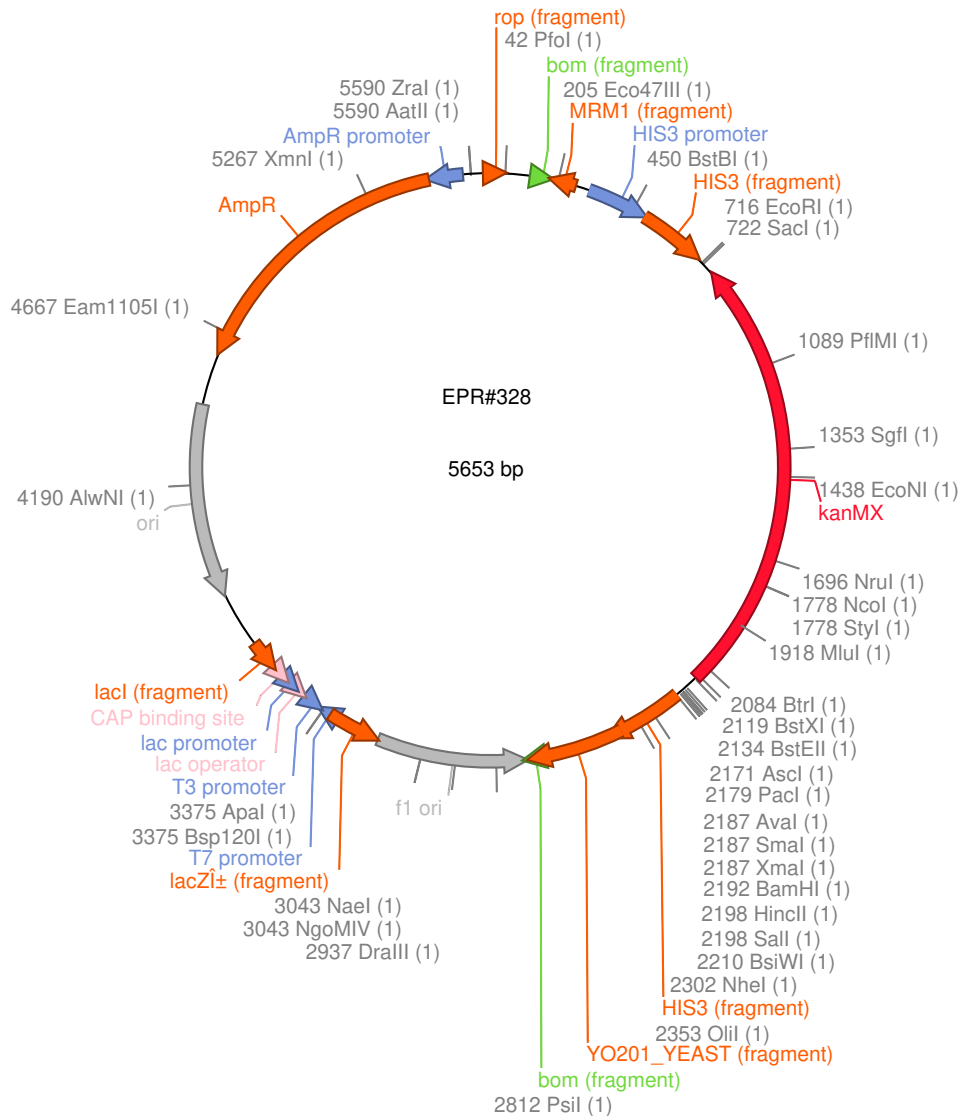 rop (fragment)
42 PfoI (1)
bom (fragment)
205 Eco47III (1)
MRM1 (fragment)
HIS3 promoter
450 BstBI (1)
HIS3 (fragment)
716 EcoRI (1)
722 SacI (1)
1089 PflMI (1)
1353 SgfI (1)
1438 EcoNI (1)
kanMX
1696 NruI (1)
1778 NcoI (1)
1778 StyI (1)
1918 MluI (1)
2084 BtrI (1)
2119 BstXI (1)
2134 BstEII (1)
2171 AscI (1)
2179 PacI (1)
2187 AvaI (1)
2187 SmaI (1)
2187 XmaI (1)
2192 BamHI (1)
2198 HincII (1)
2198 SalI (1)
2210 BsiWI (1)
2302 NheI (1)
HIS3 (fragment)
2353 OliI (1)
YO201_YEAST (fragment)
bom (fragment)
2812 PsiI (1)
2937 DraIII (1)
3043 NgoMIV (1)
3043 NaeI (1)
f1 ori
lacZÎ± (fragment)
T7 promoter
3375 Bsp120I (1)
3375 ApaI (1)
T3 promoter
lac operator
lac promoter
CAP binding site
lacI (fragment)
ori
4190 AlwNI (1)
4667 Eam1105I (1)
AmpR
5267 XmnI (1)
AmpR promoter
5590 AatII (1)
5590 ZraI (1)
EPR#328
5653 bp